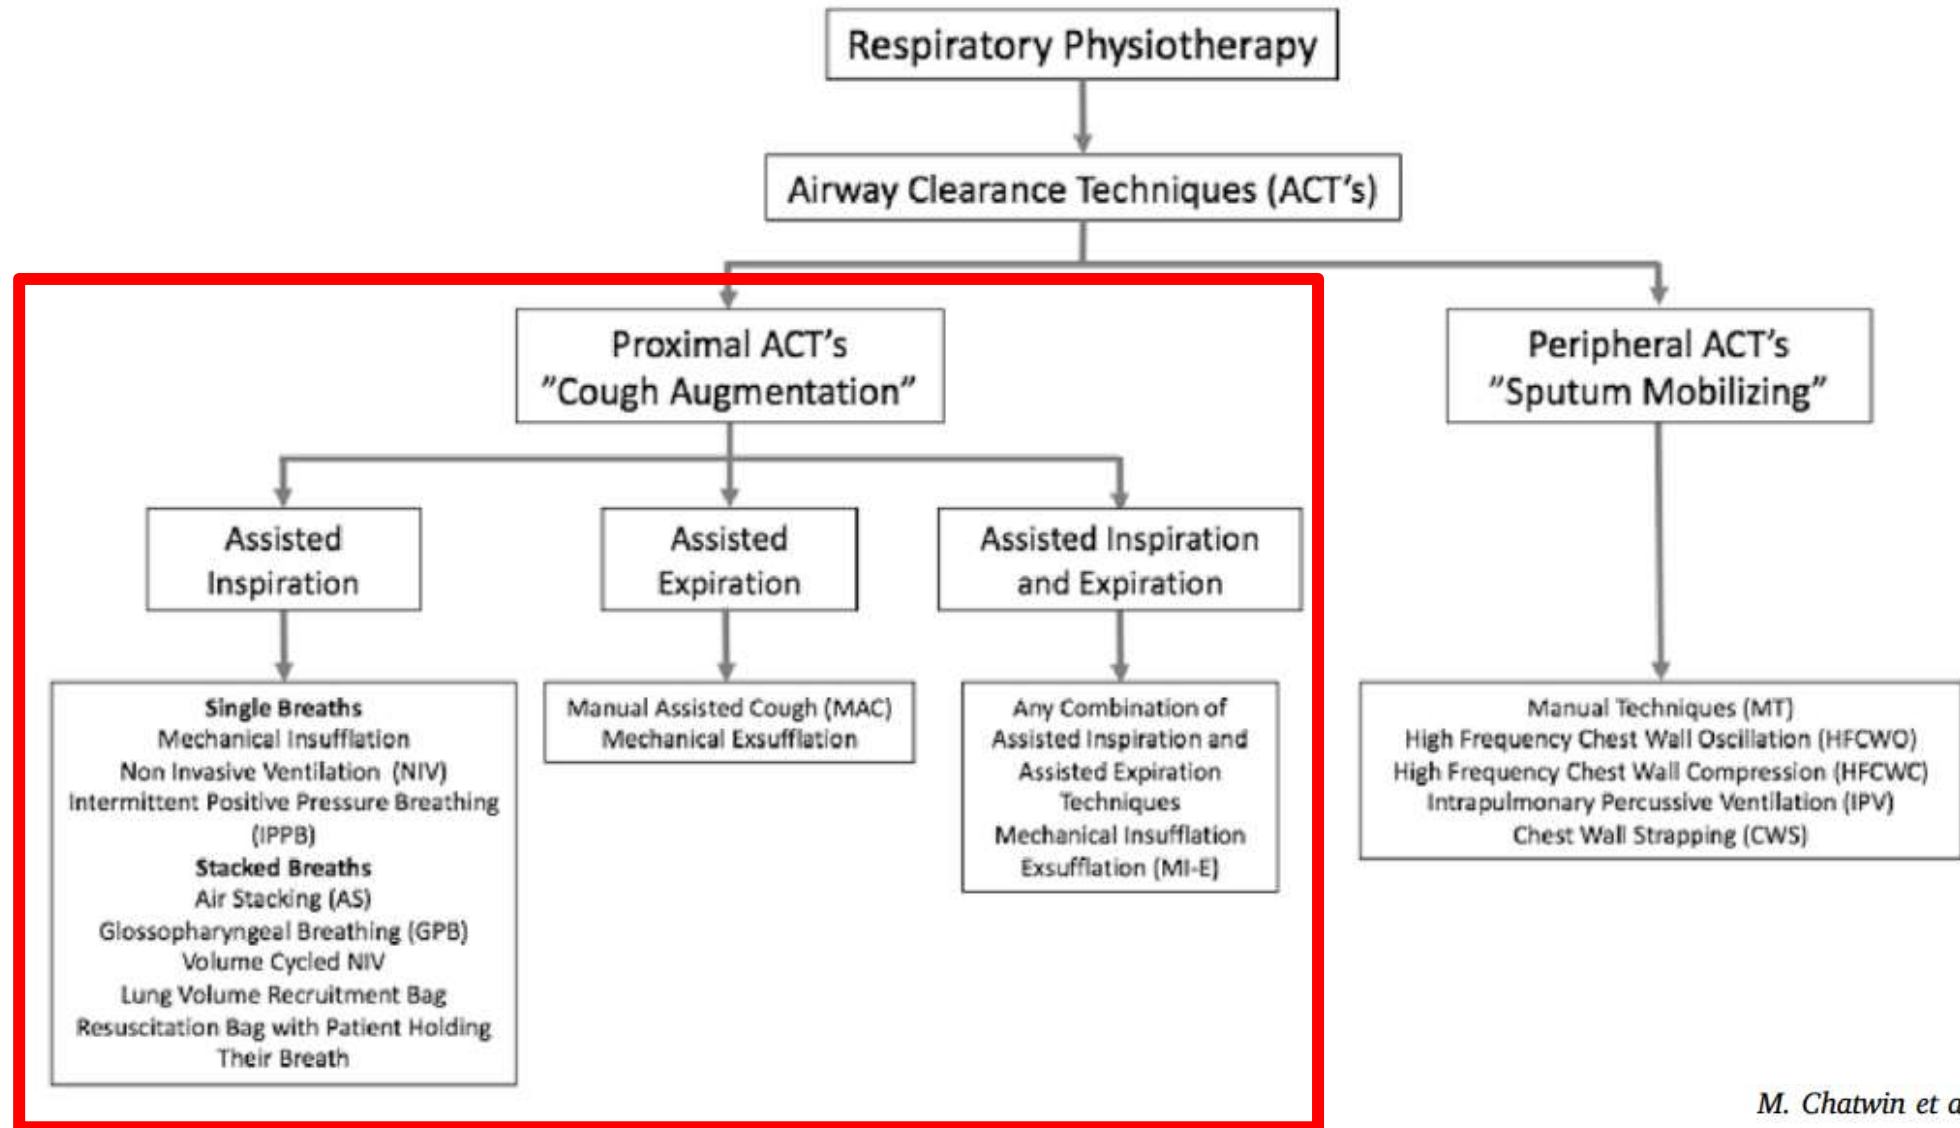 Respiratory Physiotherapy
Airway Clearance Techniques (ACT's)
Proximal ACT's
"Cough Augmentation"
Peripheral ACT's
"Sputum Mobilizing"
Assisted
Inspiration
Assisted
Expiration
Assisted Inspiration
and Expiration
Single Breaths
Mechanical Insufflation
Non Invasive Ventilation (NIV)
Intermittent Positive Pressure Breathing
(IPPB)
Stacked Breaths
Air Stacking (AS)
Glossopharyngeal Breathing (GPB)
Volume Cycled NIV
Lung Volume Recruitment Bag
Resuscitation Bag with Patient Holding
Their Breath
Manual Assisted Cough (MAC)
Mechanical Exsufflation
Any Combination of
Assisted Inspiration and
Assisted Expiration
Techniques
Mechanical Insufflation
Exsufflation (MI-E)
Manual Techniques (MT)
High Frequency Chest Wall Oscillation (HFCWO)
High Frequency Chest Wall Compression (HFCWC)
Intrapulmonary Percussive Ventilation (IPV)
Chest Wall Strapping (CWS)
M. Chatwin et a